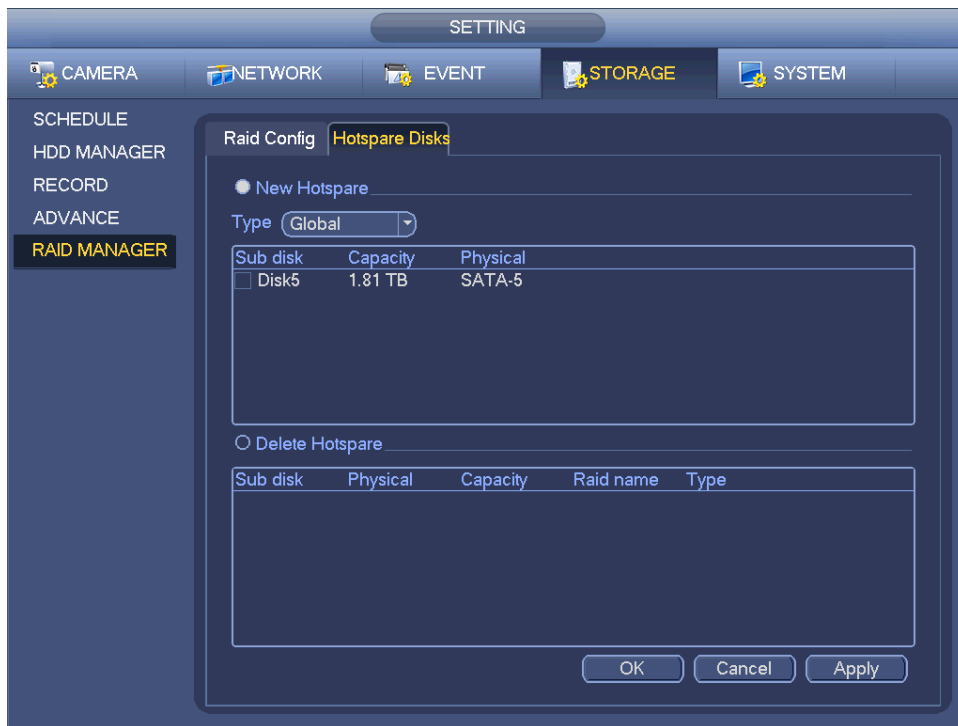 SETTING
CAMERA NETWORK EVENT STORAGE SYSTEM
SCHEDULE
HDD MANAGER
RECORD
ADVANCE
RAID MANAGER
Raid Config Hotspare Disks
New Hotspare
Type Global
Sub disk Capacity Physical
Disk5 1.81 TB SATA-5
Delete Hotspare
Sub disk Physical Capacity Raid name Type
OK Cancel Apply